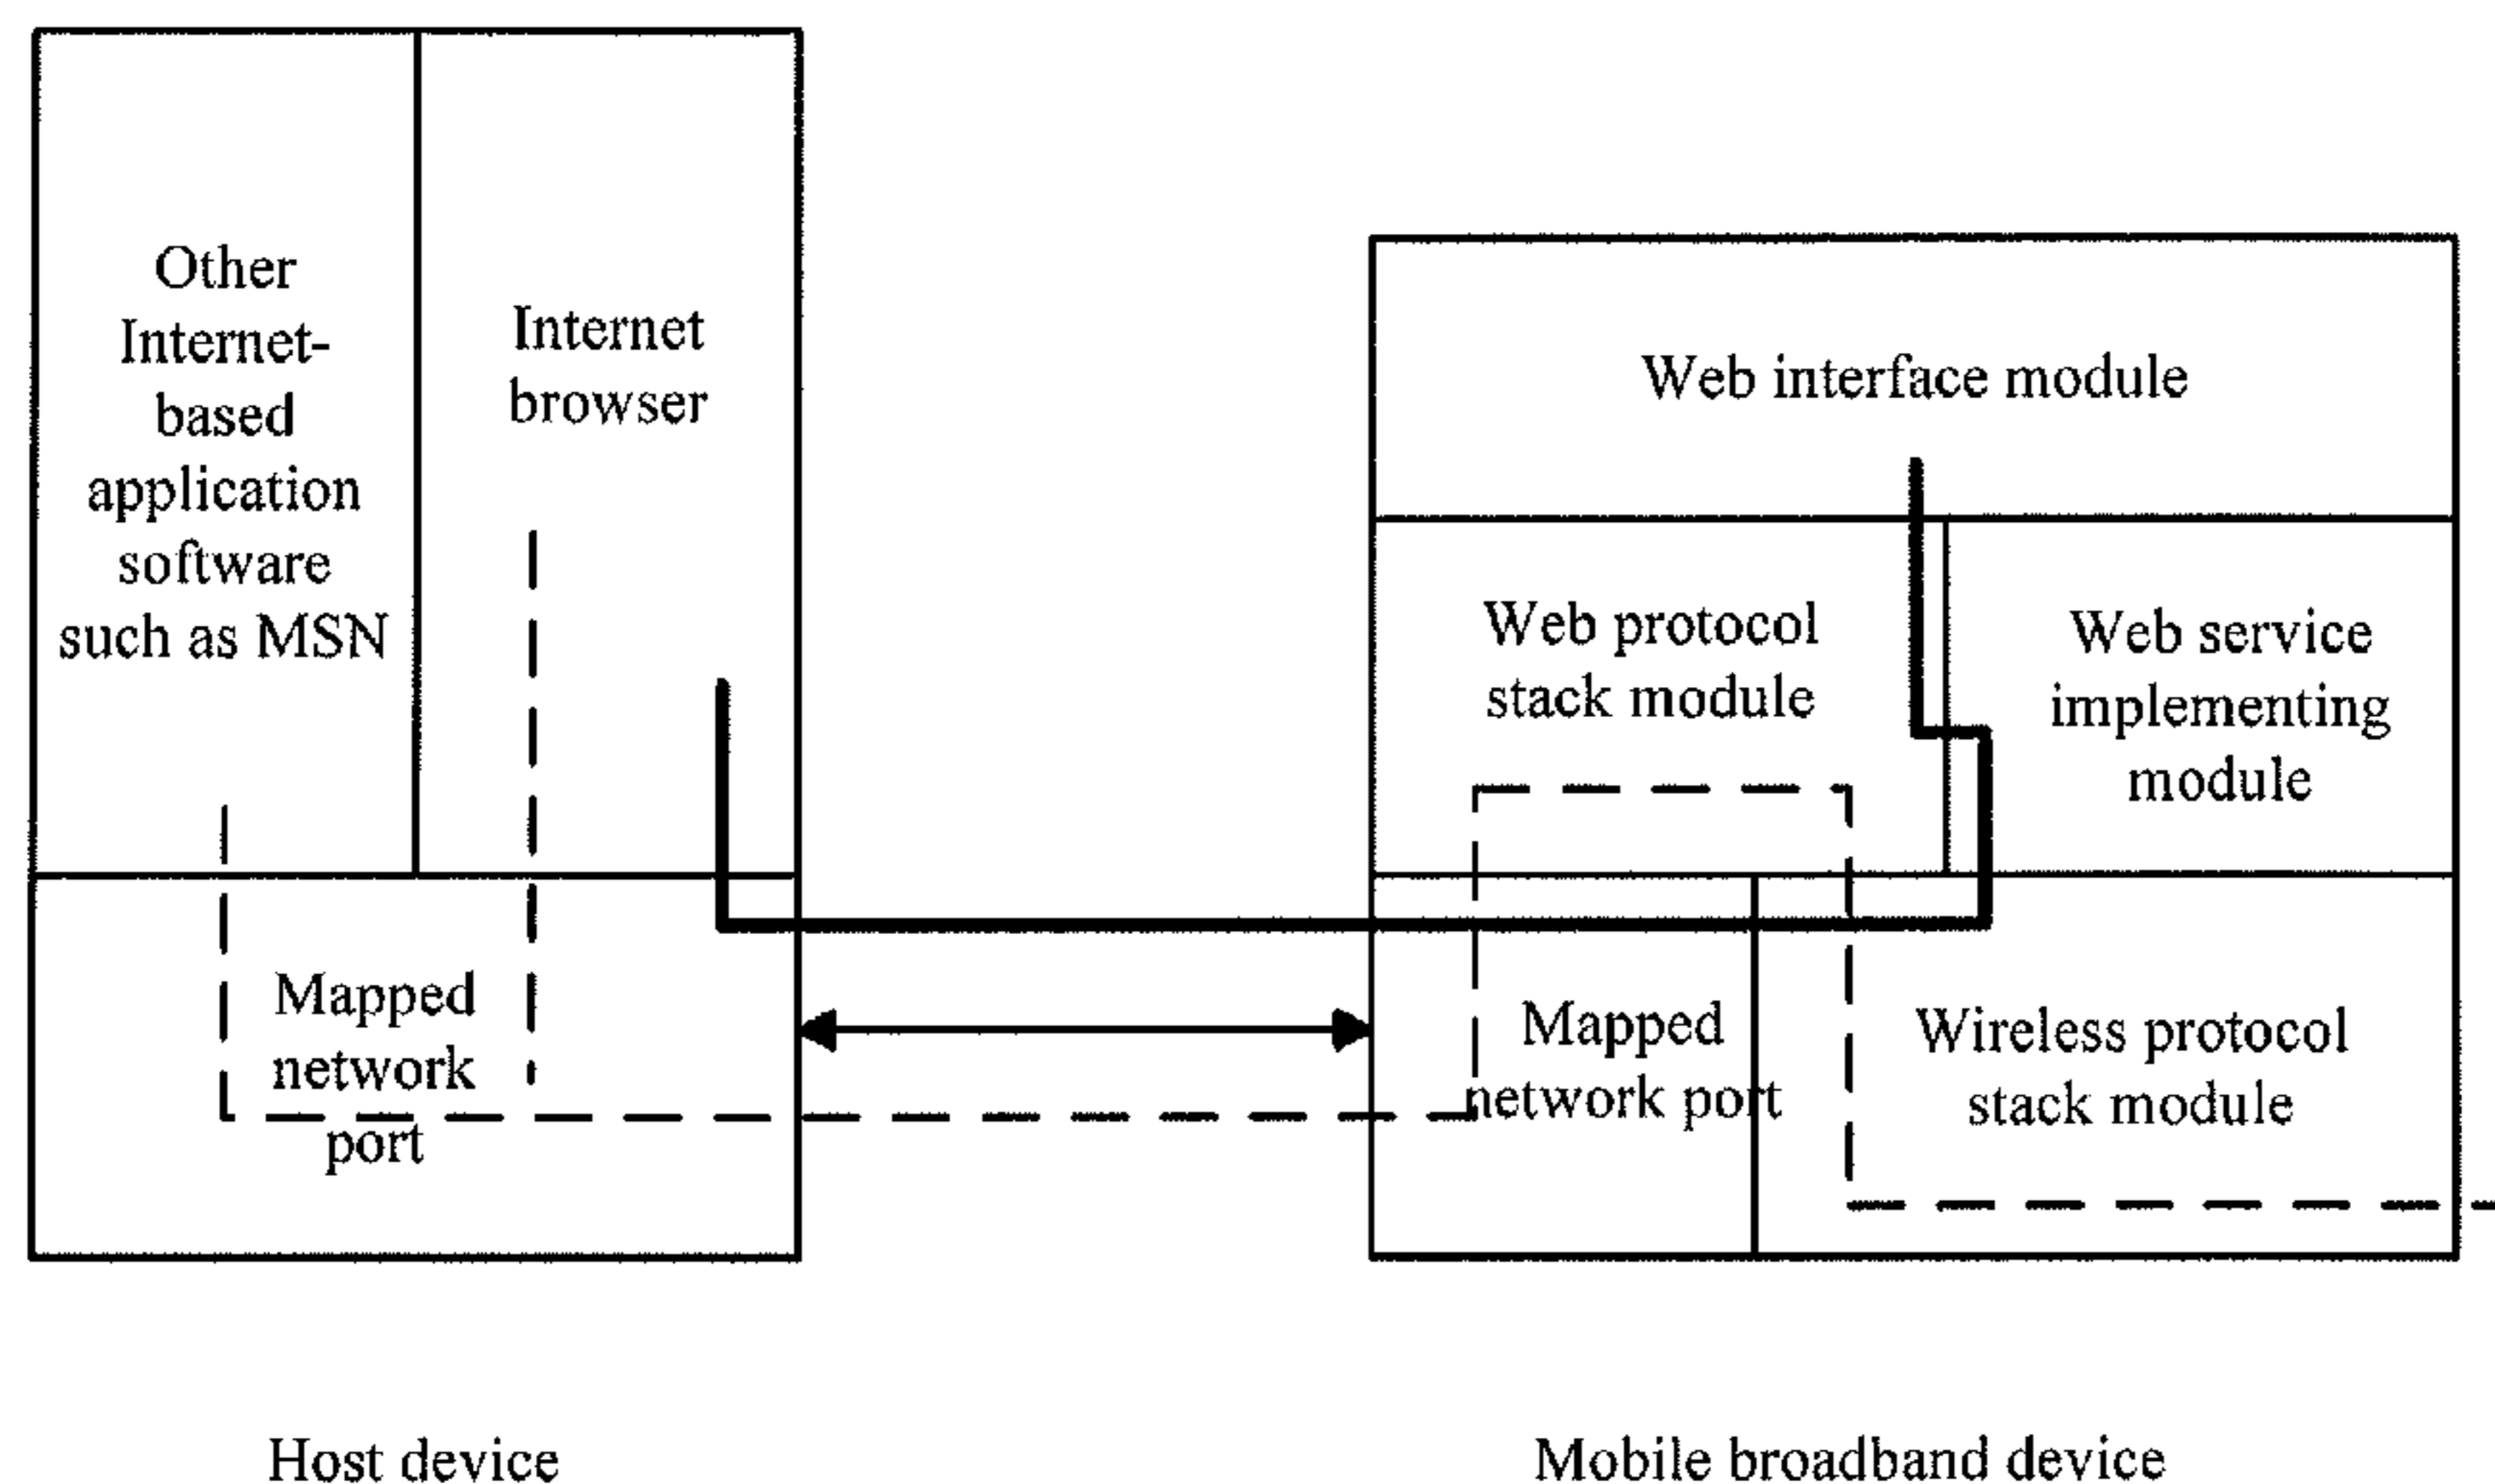 Other
Internet-
based
application
software
such as MSN
Internet
browser
Mapped
network
port
Web interface module
Web protocol
stack module
Web service
implementing
module
Mapped
network port
Wireless protocol
stack module
Host device
Mobile broadband device